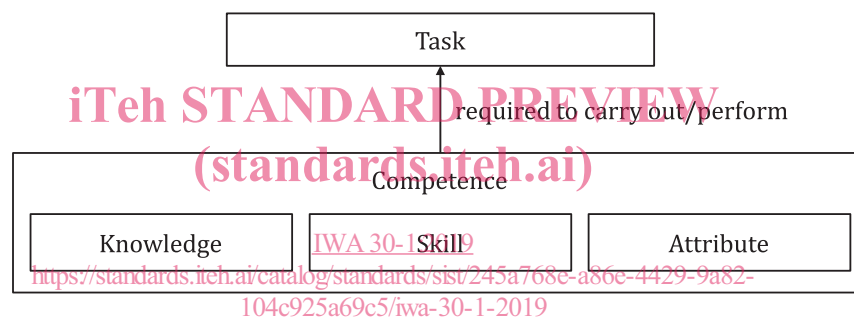 Task
iTeh STANDARD PREVIEW
required to carry out/perform
(standards.iteh.ai)
Competence
Knowledge
Skill
Attribute
IWA 30-1:2019
https://standards.iteh.ai/catalog/standards/sist/245a768e-a86e-4429-9a82-
104c925a69c5/iwa-30-1-2019